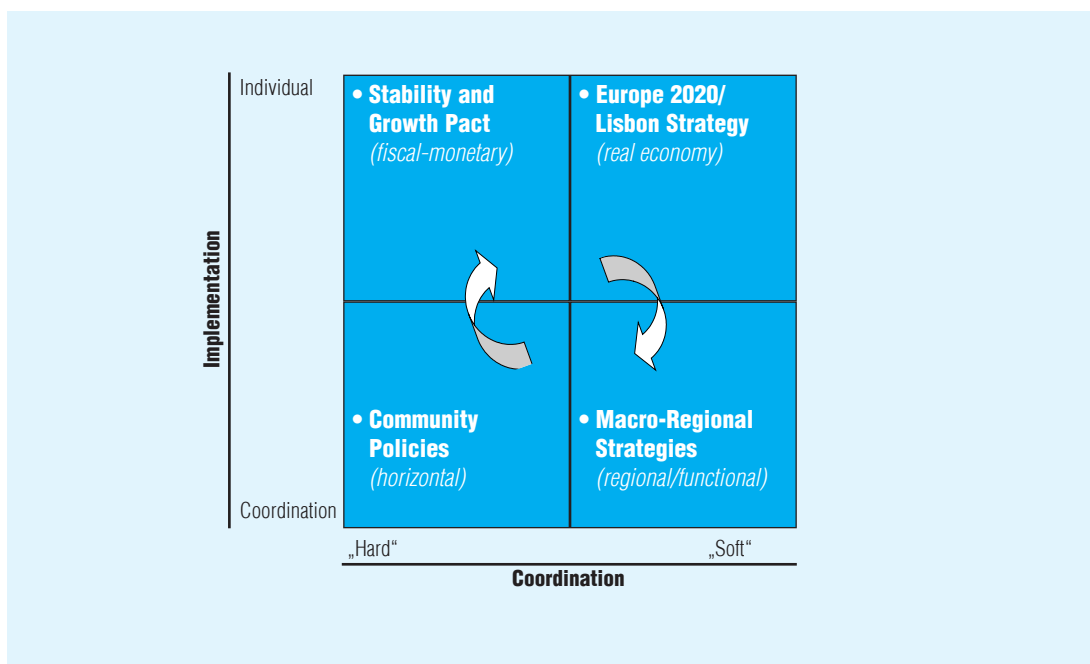 Individual
• Stability and
Growth Pact
(fiscal-monetary)
• Europe 2020/
Lisbon Strategy
(real economy)
Implementation
• Community
Policies
(horizontal)
• Macro-Regional
Strategies
(regional/functional)
Coordination
„Hard“
„Soft“
Coordination